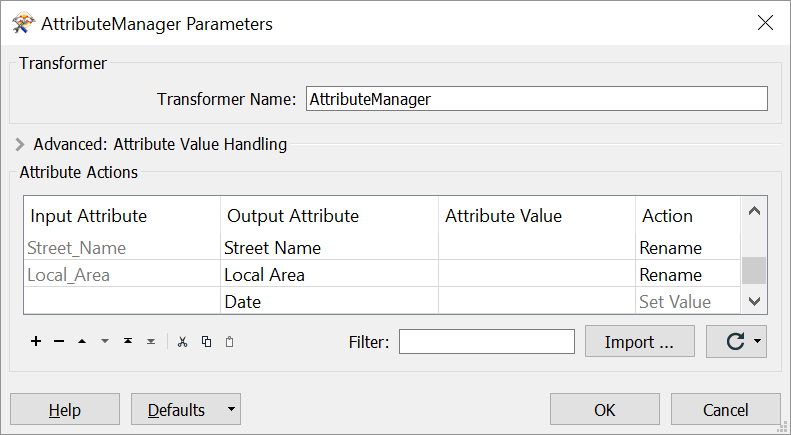 AttributeManager Parameters
Transformer
Transformer Name: AttributeManager
Advanced: Attribute Value Handling
Attribute Actions
Input Attribute Output Attribute Attribute Value Action
Street_Name Street Name Rename
Local_Area Local Area Rename
Date Set Value
Filter: Import ...
Help Defaults OK Cancel